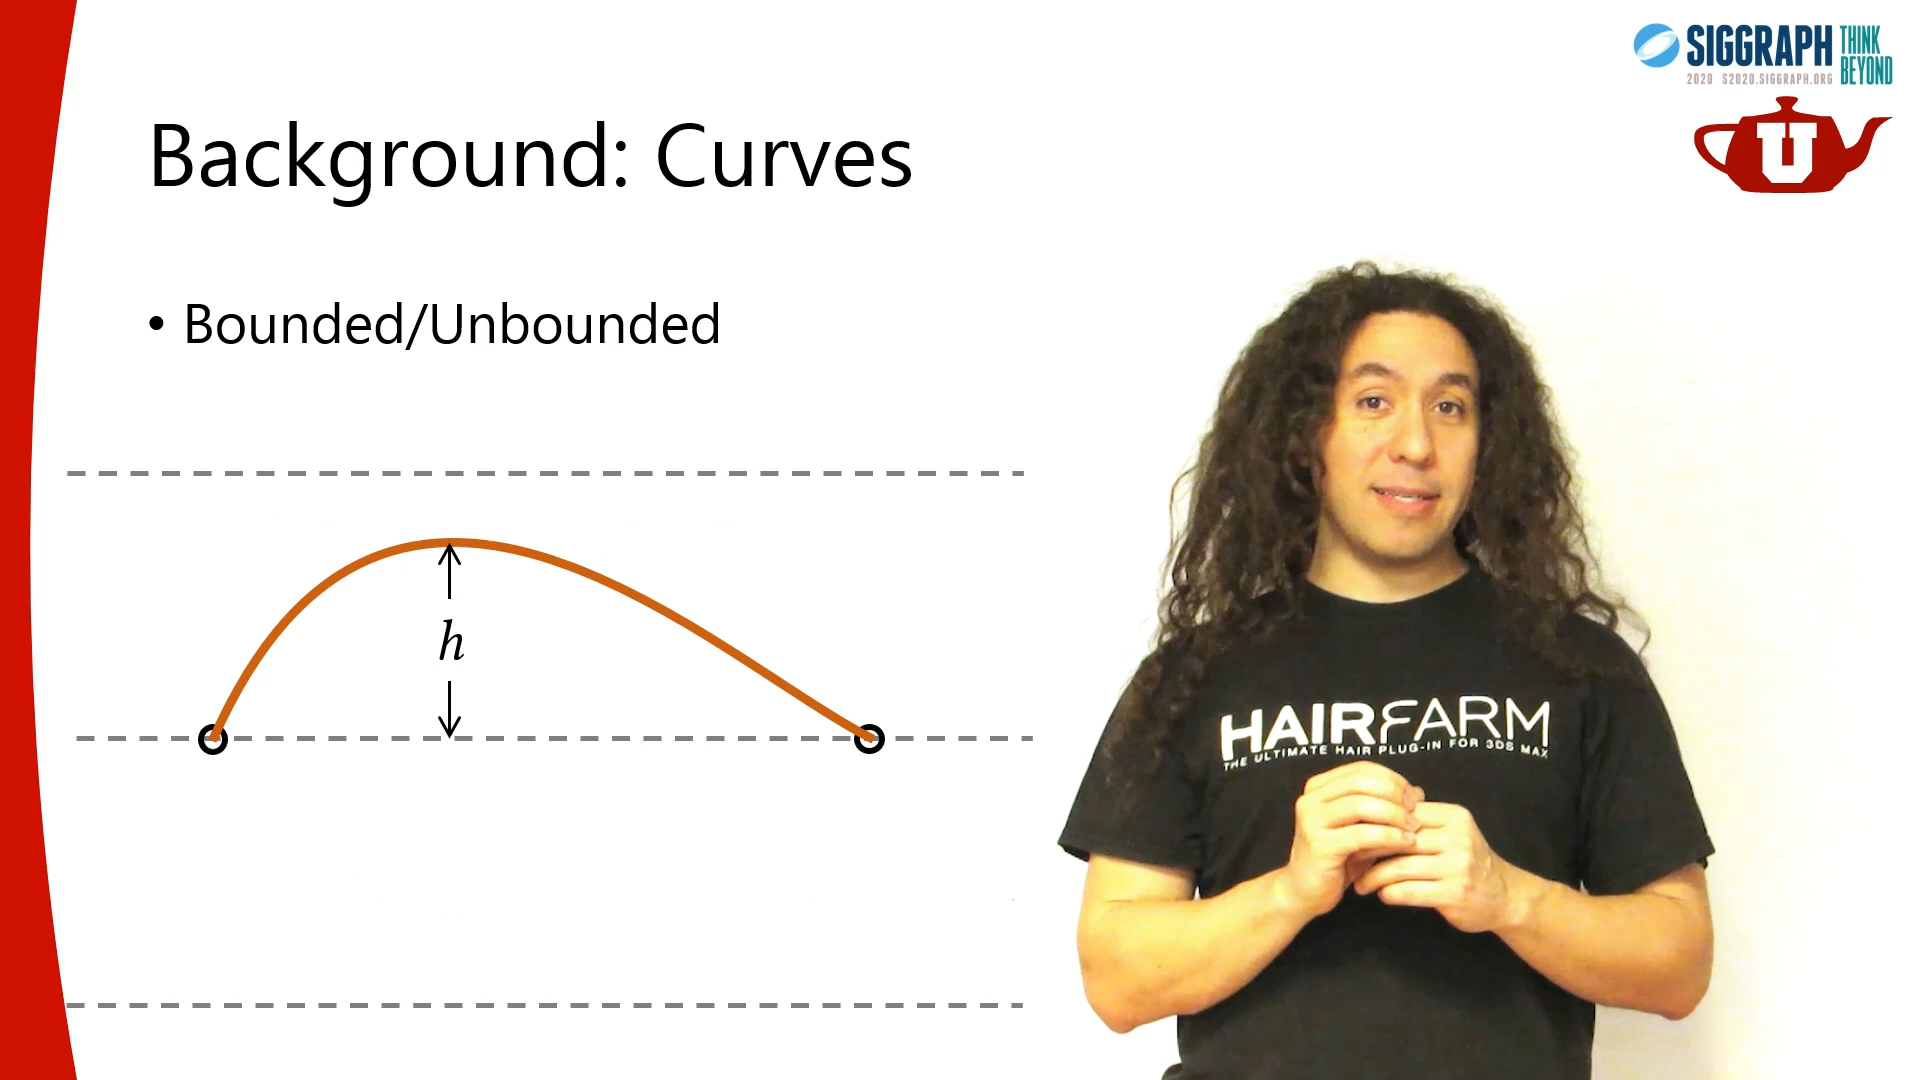 SIGGRAPH THINK BEYOND
2020 S2020.SIGGRAPH.ORG
U
Background: Curves
• Bounded/Unbounded
h
HAIRFARM
THE ULTIMATE HAIR PLUG-IN FOR 3DS MAX